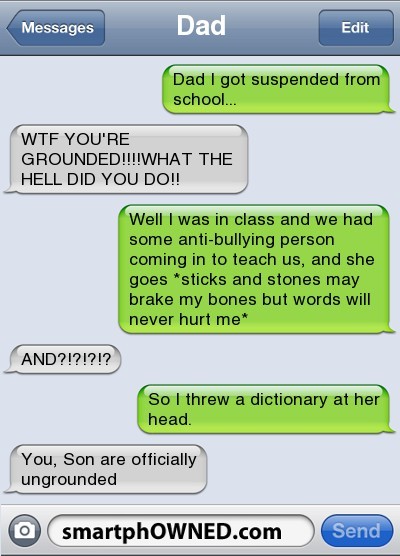 Messages Dad Edit
Dad I got suspended from
school...
WTF YOU'RE
GROUNDED!!!!WHAT THE
HELL DID YOU DO!!
Well I was in class and we had
some anti-bullying person
coming in to teach us, and she
goes *sticks and stones may
brake my bones but words will
never hurt me*
AND?!?!?!?
So I threw a dictionary at her
head.
You, Son are officially
ungrounded
smartphOWNED.com Send